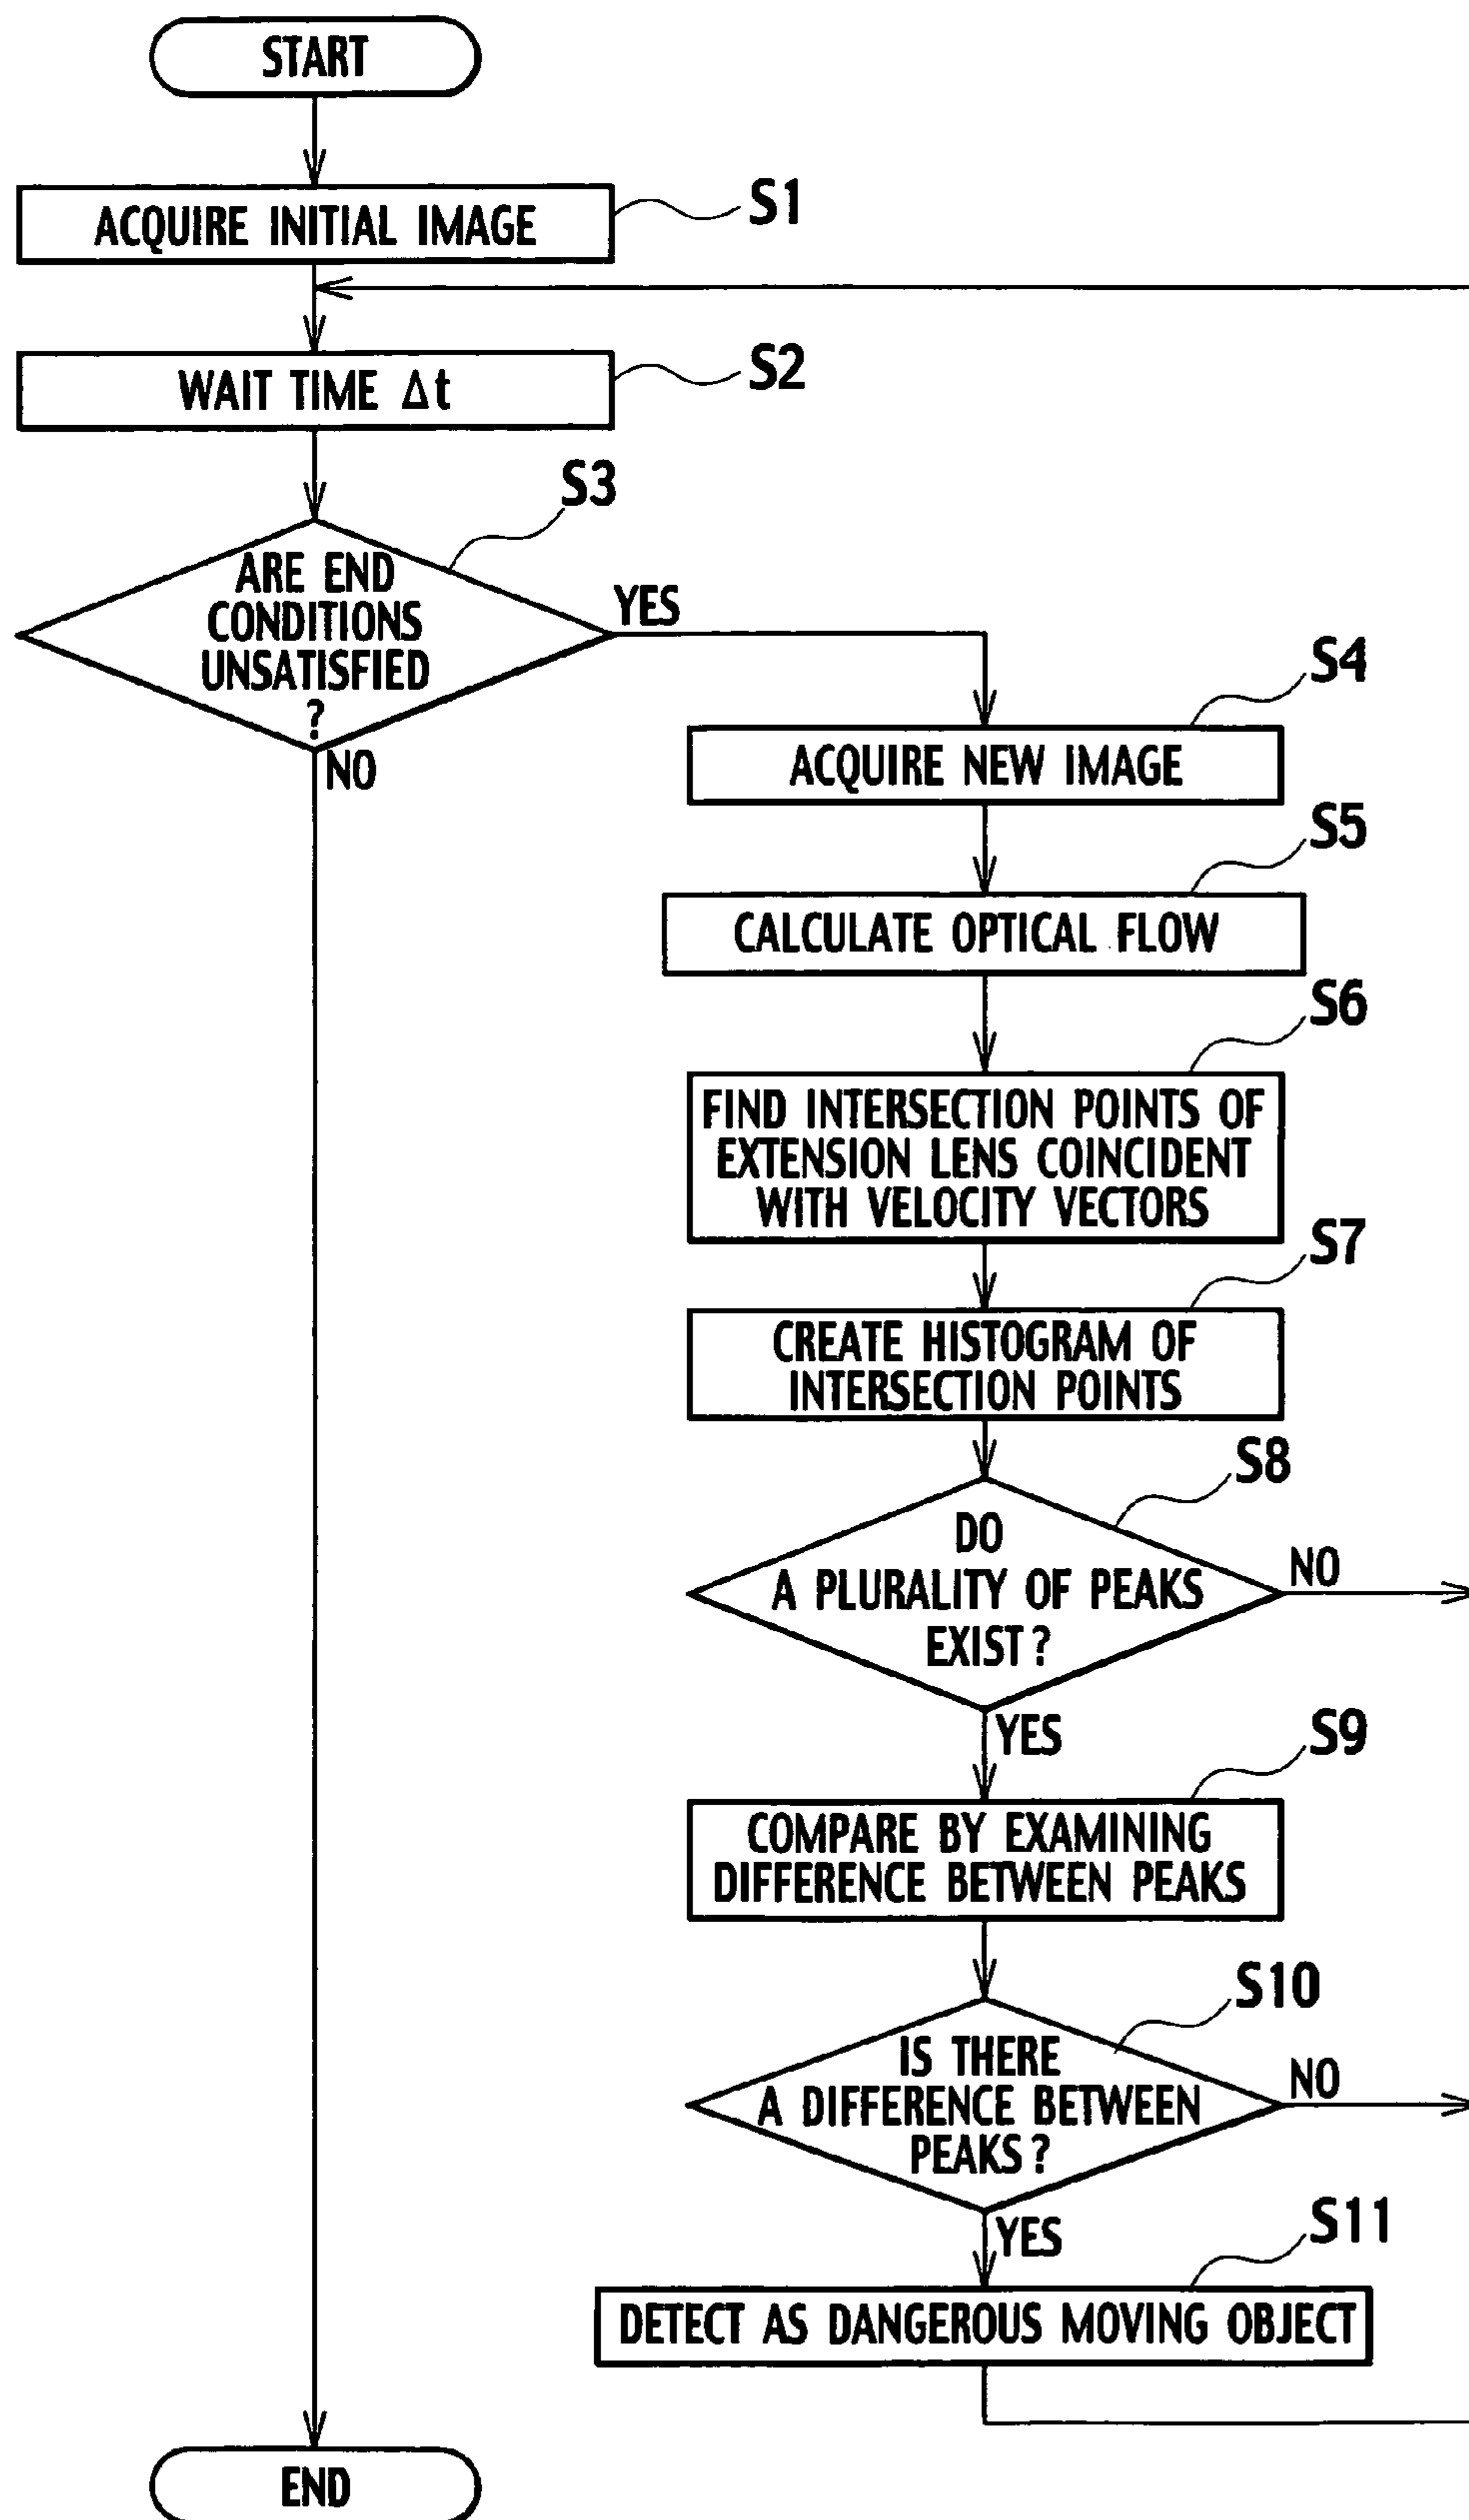 START
ACQUIRE INITIAL IMAGE
S1
WAIT TIME Δt
S2
S3
ARE END
CONDITIONS
UNSATISFIED
?
YES
NO
S4
ACQUIRE NEW IMAGE
S5
CALCULATE OPTICAL FLOW
S6
FIND INTERSECTION POINTS OF
EXTENSION LENS COINCIDENT
WITH VELOCITY VECTORS
S7
CREATE HISTOGRAM OF
INTERSECTION POINTS
S8
DO
A PLURALITY OF PEAKS
EXIST?
NO
YES
S9
COMPARE BY EXAMINING
DIFFERENCE BETWEEN PEAKS
S10
IS THERE
A DIFFERENCE BETWEEN
PEAKS?
NO
YES
S11
DETECT AS DANGEROUS MOVING OBJECT
END